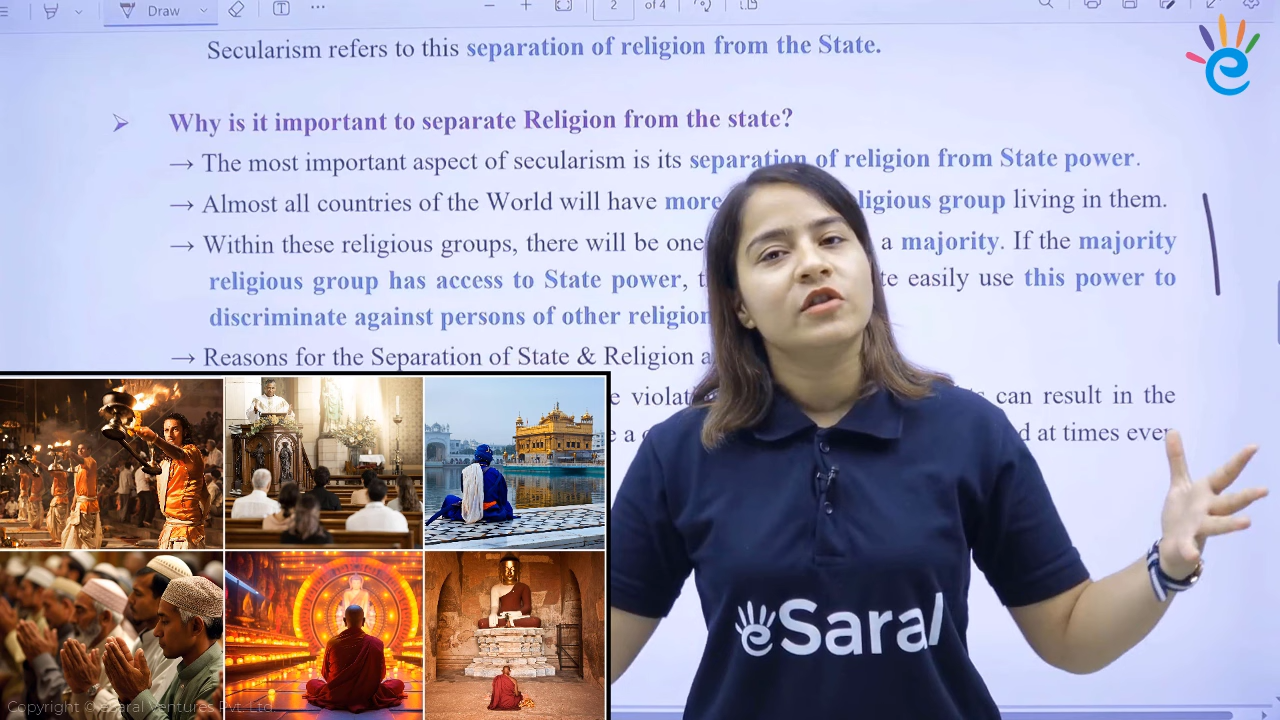 Draw
2
of 4
Secularism refers to this separation of religion from the State.
Why is it important to separate Religion from the state?
→ The most important aspect of secularism is its separation of religion from State power.
→ Almost all countries of the World will have more ligious group living in them.
→ Within these religious groups, there will be one a majority. If the majority
religious group has access to State power, te easily use this power to
discriminate against persons of other religion
→ Reasons for the Separation of State & Religion a
e violati can result in the
d at times even
eSaral
Copyright © eSaral Ventures Pvt. Ltd.